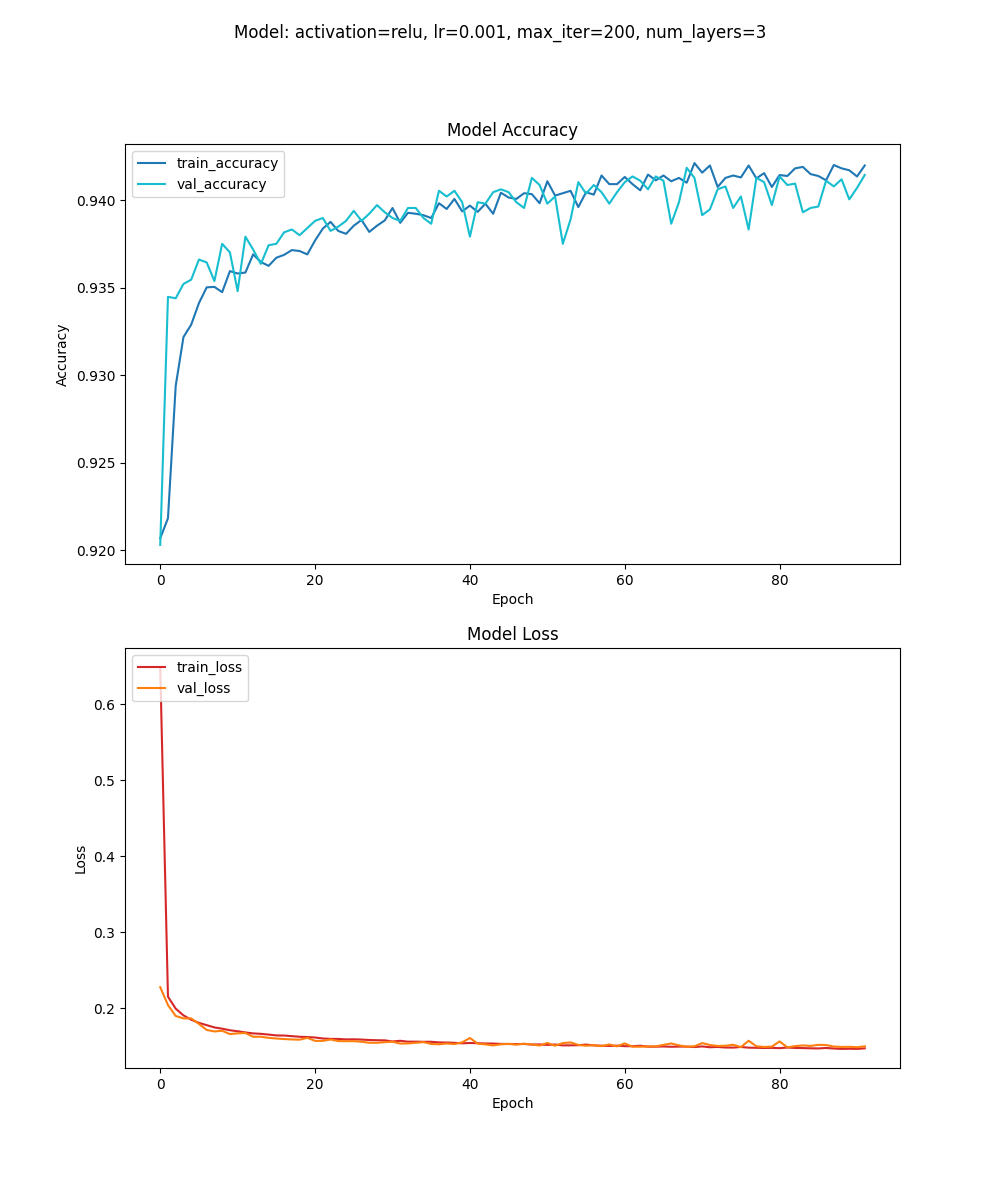 Model: activation=relu, lr=0.001, max_iter=200, num_layers=3
Model Accuracy
train_accuracy
val_accuracy
0.940
0.935
0.930
0.925
0.920
Accuracy
0 20 40 60 80
Epoch
Model Loss
train_loss
val_loss
0.6
0.5
0.4
0.3
0.2
Loss
0 20 40 60 80
Epoch